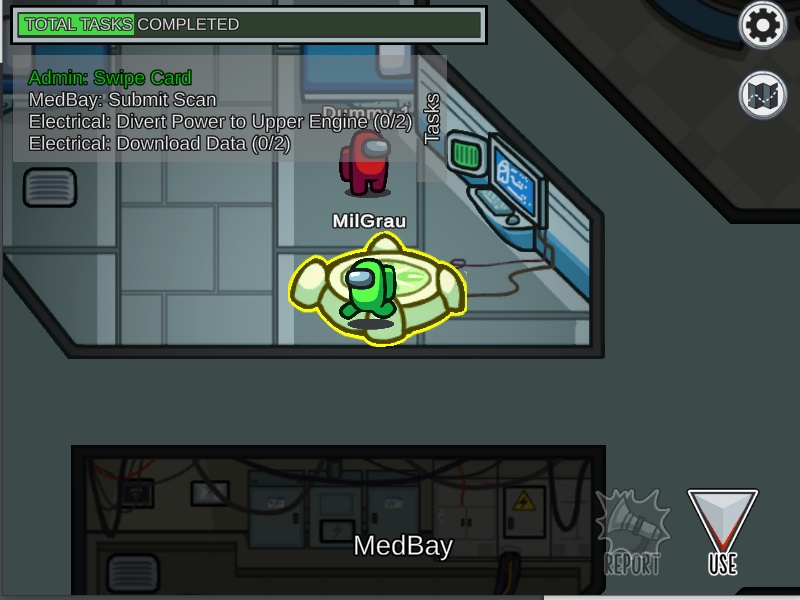 TOTAL TASKS COMPLETED
Admin: Swipe Card
MedBay: Submit Scan
Electrical: Divert Power to Upper Engine (0/2)
Electrical: Download Data (0/2)
Tasks
Dummy 1
MilGrau
MedBay
REPORT
USE